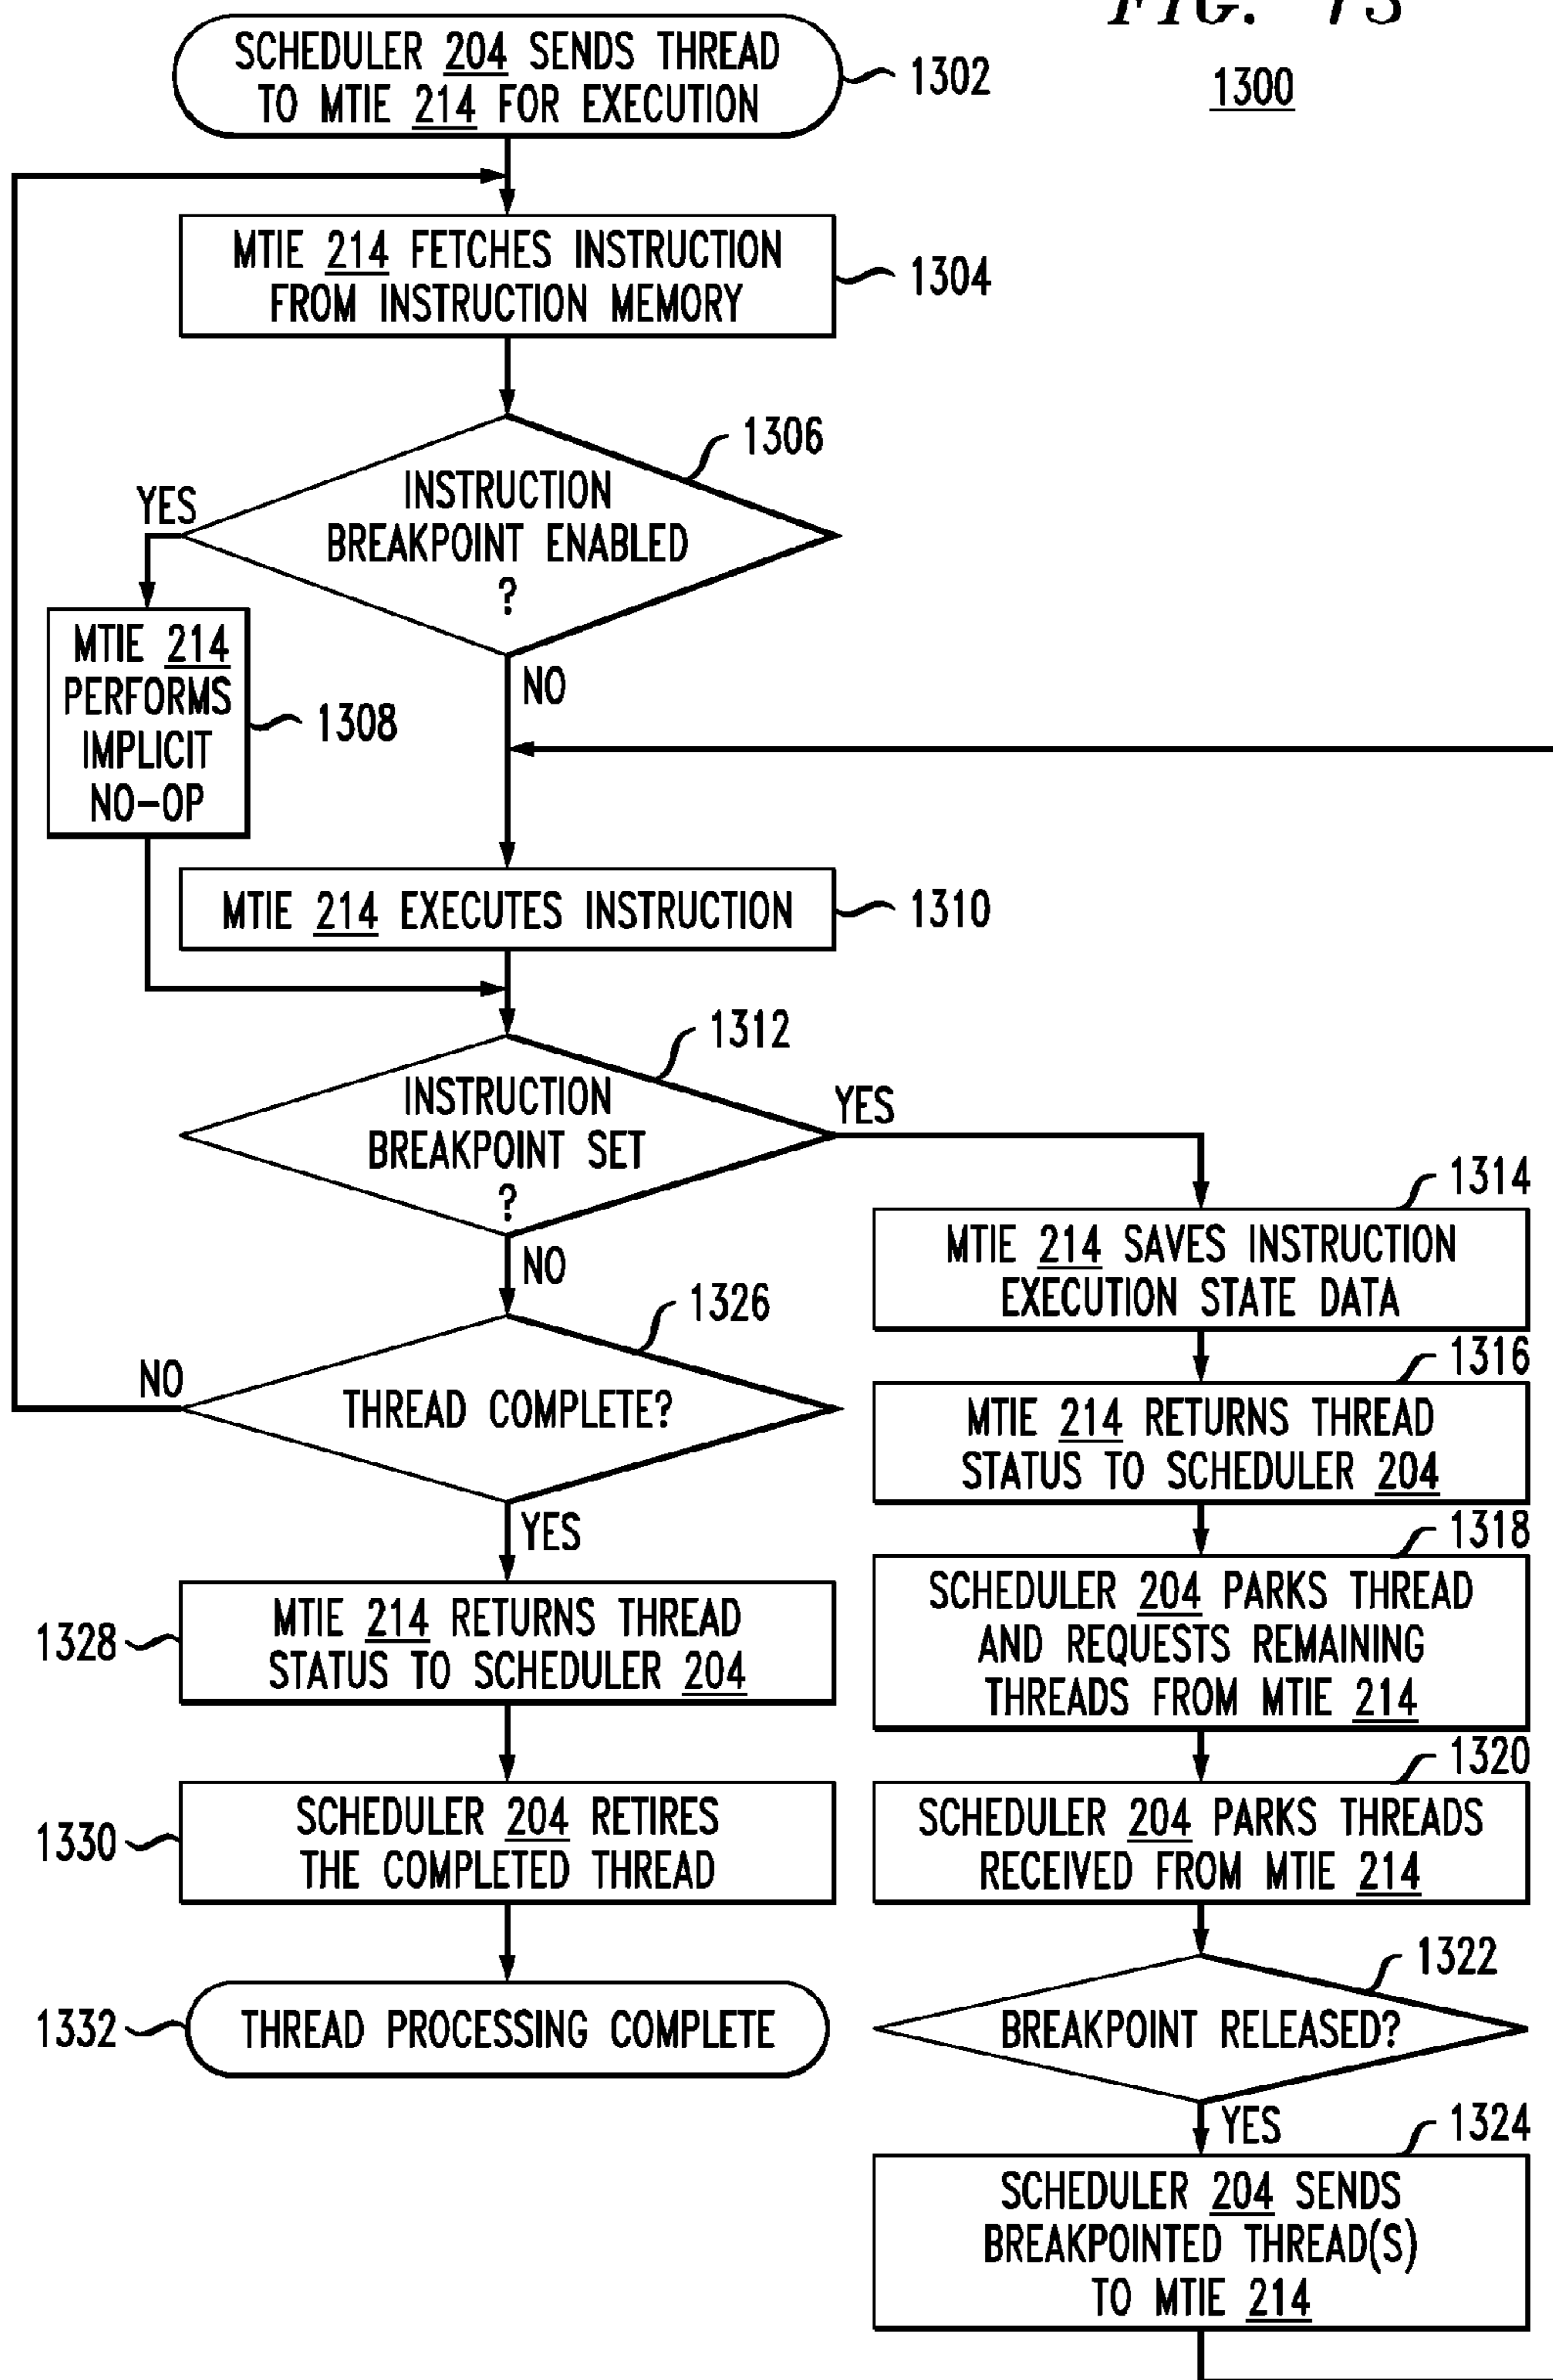 FIG. 13
1300
SCHEDULER 204 SENDS THREAD
TO MTIE 214 FOR EXECUTION
1302
MTIE 214 FETCHES INSTRUCTION
FROM INSTRUCTION MEMORY
1304
1306
INSTRUCTION
BREAKPOINT ENABLED
?
YES
NO
MTIE 214
PERFORMS
IMPLICIT
NO-OP
1308
MTIE 214 EXECUTES INSTRUCTION
1310
1312
INSTRUCTION
BREAKPOINT SET
?
YES
NO
1314
MTIE 214 SAVES INSTRUCTION
EXECUTION STATE DATA
1316
MTIE 214 RETURNS THREAD
STATUS TO SCHEDULER 204
1318
SCHEDULER 204 PARKS THREAD
AND REQUESTS REMAINING
THREADS FROM MTIE 214
1320
SCHEDULER 204 PARKS THREADS
RECEIVED FROM MTIE 214
1322
BREAKPOINT RELEASED?
YES
1324
SCHEDULER 204 SENDS
BREAKPOINTED THREAD(S)
TO MTIE 214
1326
THREAD COMPLETE?
NO
YES
1328
MTIE 214 RETURNS THREAD
STATUS TO SCHEDULER 204
1330
SCHEDULER 204 RETIRES
THE COMPLETED THREAD
1332
THREAD PROCESSING COMPLETE